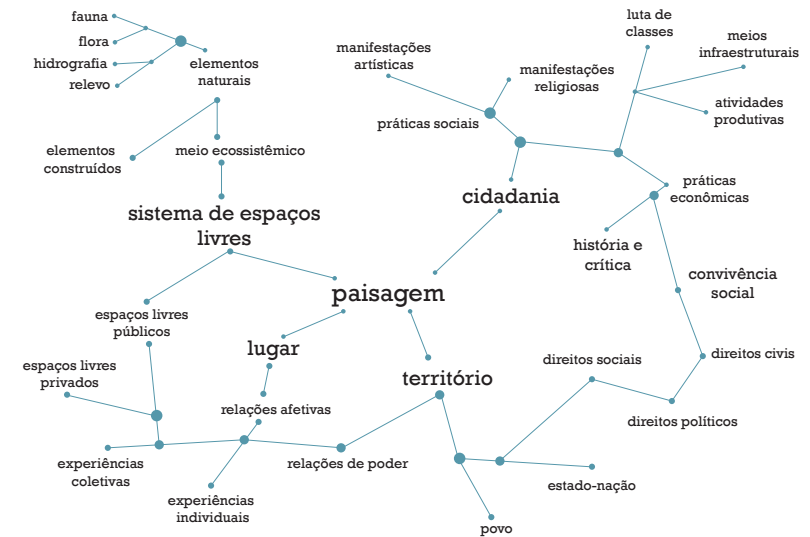 fauna
flora
hidrografia
relevo
elementos
naturais
elementos
construídos
meio ecossistêmico
sistema de espaços
livres
espaços livres
públicos
espaços livres
privados
experiências
coletivas
experiências
individuais
relações afetivas
lugar
paisagem
relações de poder
território
cidadania
práticas sociais
manifestações
artísticas
manifestações
religiosas
luta de
classes
meios
infraestruturais
atividades
produtivas
práticas
econômicas
história e
crítica
convivência
social
direitos civis
direitos sociais
direitos políticos
estado-nação
povo